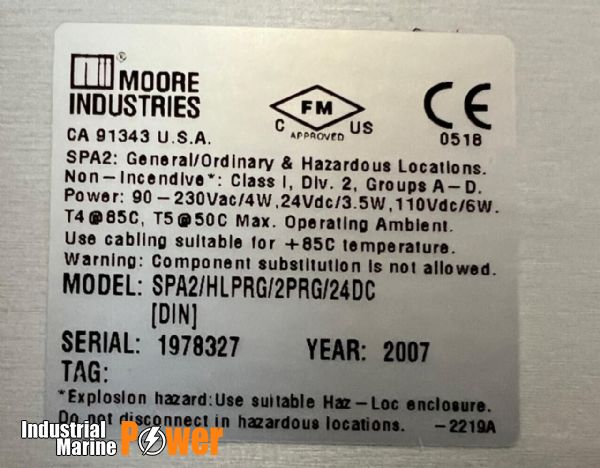 MOORE
INDUSTRIES
CA 91343 U.S.A.
FM
C APPROVED US
CE
0518
SPA2: General/Ordinary & Hazardous Locations.
Non-Incendive*: Class I, Div. 2, Groups A-D.
Power: 90-230Vac/4W, 24Vdc/3.5W, 110Vdc/6W.
T4@85C, T5@50C Max. Operating Ambient.
Use cabling suitable for +85C temperature.
Warning: Component substitution is not allowed.
MODEL: SPA2/HLPRG/2PRG/24DC
[DIN]
SERIAL: 1978327 YEAR: 2007
TAG:
*Explosion hazard: Use suitable Haz-Loc enclosure.
Do not disconnect in hazardous locations. -2219A
Industrial
Marine Power